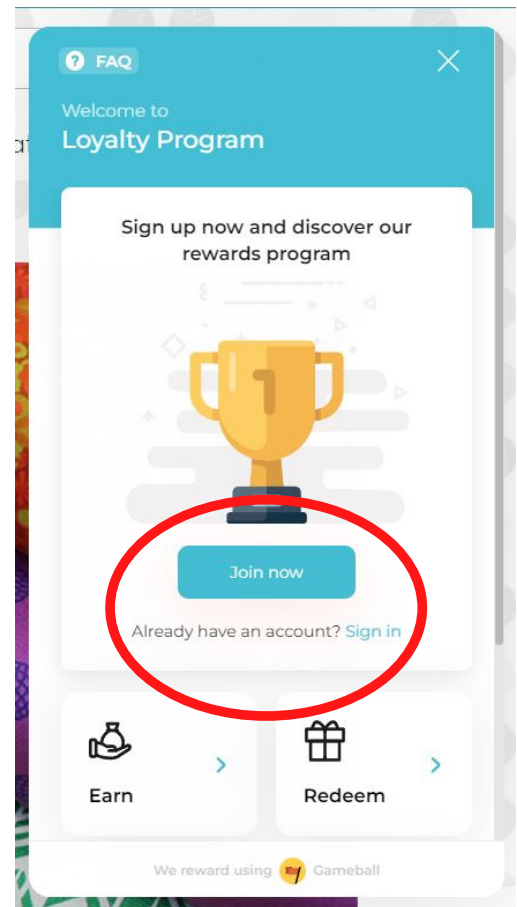 ? FAQ
Welcome to
Loyalty Program
Sign up now and discover our
rewards program
1
Join now
Already have an account? Sign in
Earn
Redeem
We reward using Gameball